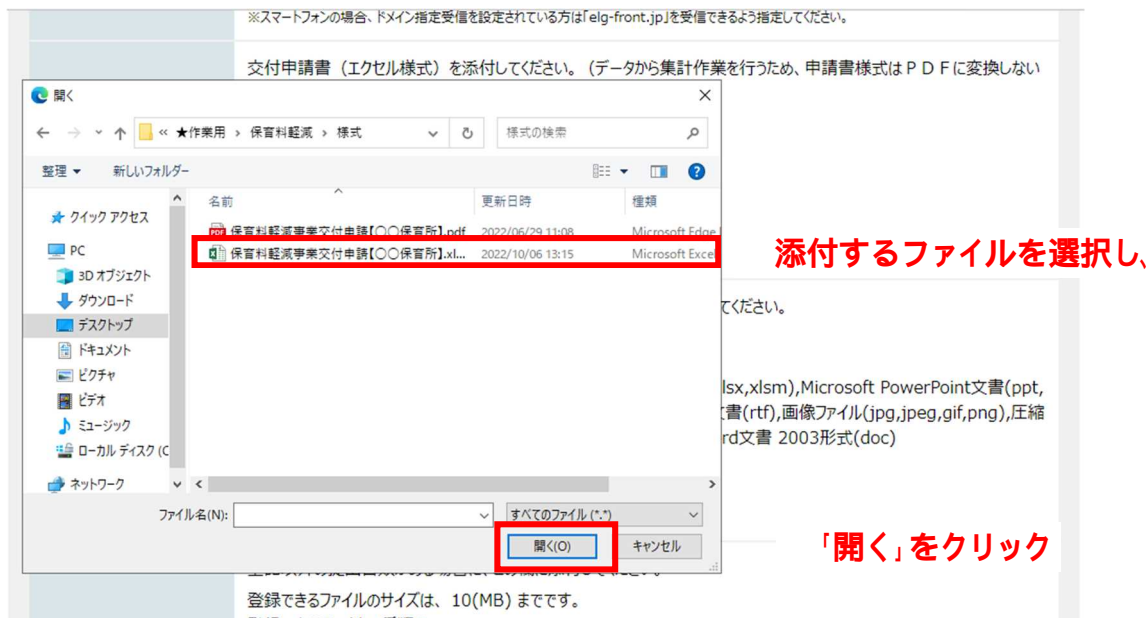 ※スマートフォンの場合、ドメイン指定受信を設定されている方は「elg-front.jp」を受信できるよう指定してください。
交付申請書（エクセル様式）を添付してください。（データから集計作業を行うため、申請書様式はＰＤＦに変換しない
開く
« ★作業用 › 保育料軽減 › 様式
様式の検索
整理 新しいフォルダー
名前 更新日時 種類
クイック アクセス
保育料軽減事業交付申請【○○保育所】.pdf 2022/06/29 11:08 Microsoft Edge
PC
保育料軽減事業交付申請【○○保育所】.xl... 2022/10/06 13:15 Microsoft Excel
添付するファイルを選択し、
3D オブジェクト
ダウンロード
てください。
デスクトップ
ドキュメント
ピクチャ
lsx,xlsm),Microsoft PowerPoint文書(ppt,
ビデオ
書(rtf),画像ファイル(jpg,jpeg,gif,png),圧縮
ミュージック
rd文書 2003形式(doc)
ローカル ディスク (C
ネットワーク
ファイル名(N):
すべてのファイル (*.*)
開く(O) キャンセル
「開く」をクリック
登録できるファイルのサイズは、10(MB) までです。